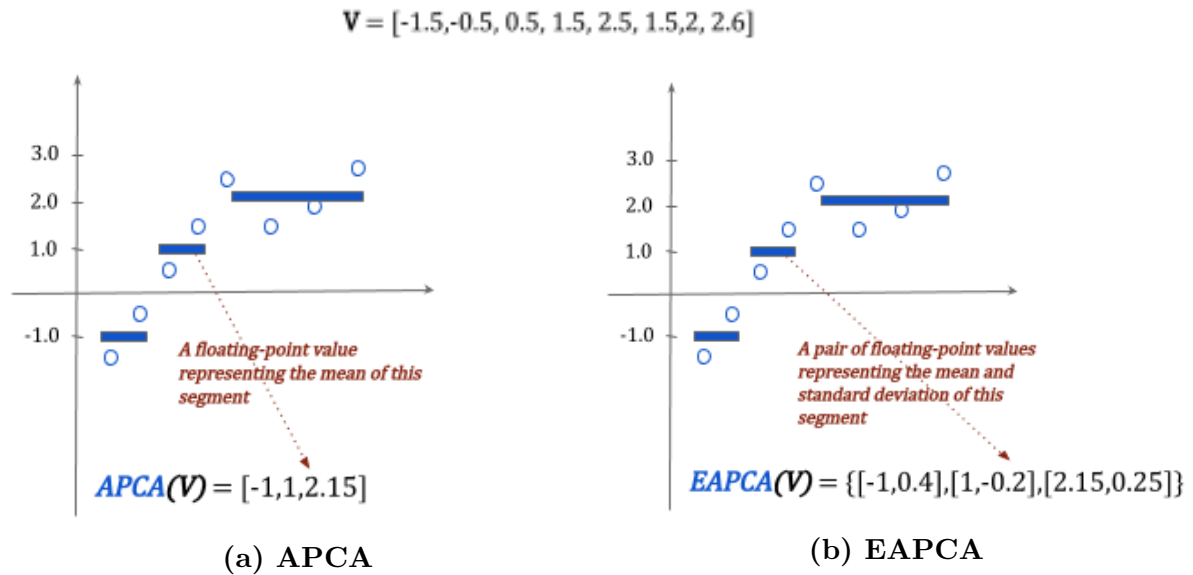 V = [-1.5,-0.5, 0.5, 1.5, 2.5, 1.5,2, 2.6]
3.0
2.0
1.0
-1.0
A floating-point value
representing the mean of this
segment
APCA(V) = [-1,1,2.15]
(a) APCA
3.0
2.0
1.0
-1.0
A pair of floating-point values
representing the mean and
standard deviation of this
segment
EAPCA(V) = {[-1,0.4],[1,-0.2],[2.15,0.25]}
(b) EAPCA